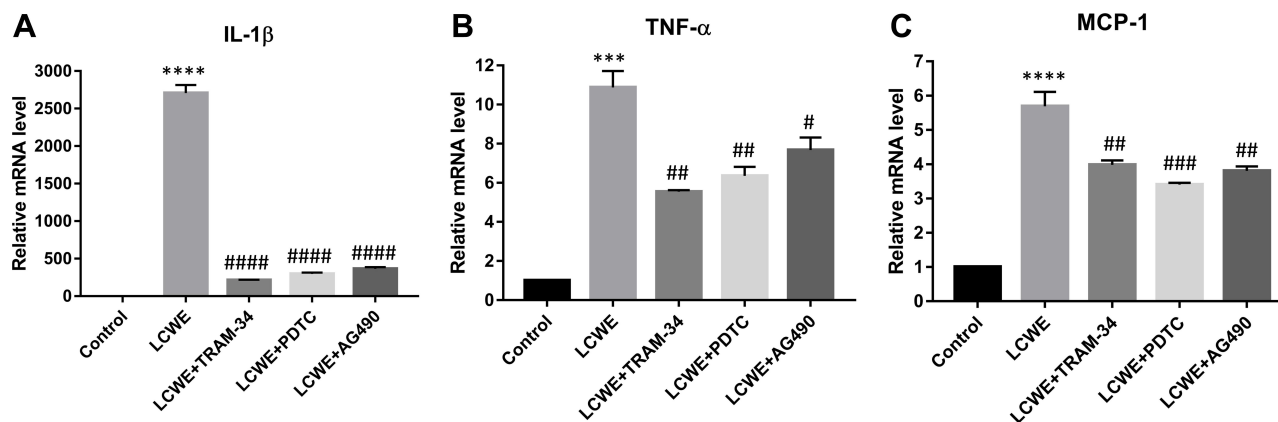 A
IL-1β
Relative mRNA level
3000
2500
2000
1500
1000
500
0
****
####
####
####
Control
LCWE
LCWE+TRAM-34
LCWE+PDTC
LCWE+AG490
B
TNF-α
Relative mRNA level
12
10
8
6
4
2
0
***
##
##
#
Control
LCWE
LCWE+TRAM-34
LCWE+PDTC
LCWE+AG490
C
MCP-1
Relative mRNA level
7
6
5
4
3
2
1
0
****
##
###
##
Control
LCWE
LCWE+TRAM-34
LCWE+PDTC
LCWE+AG490